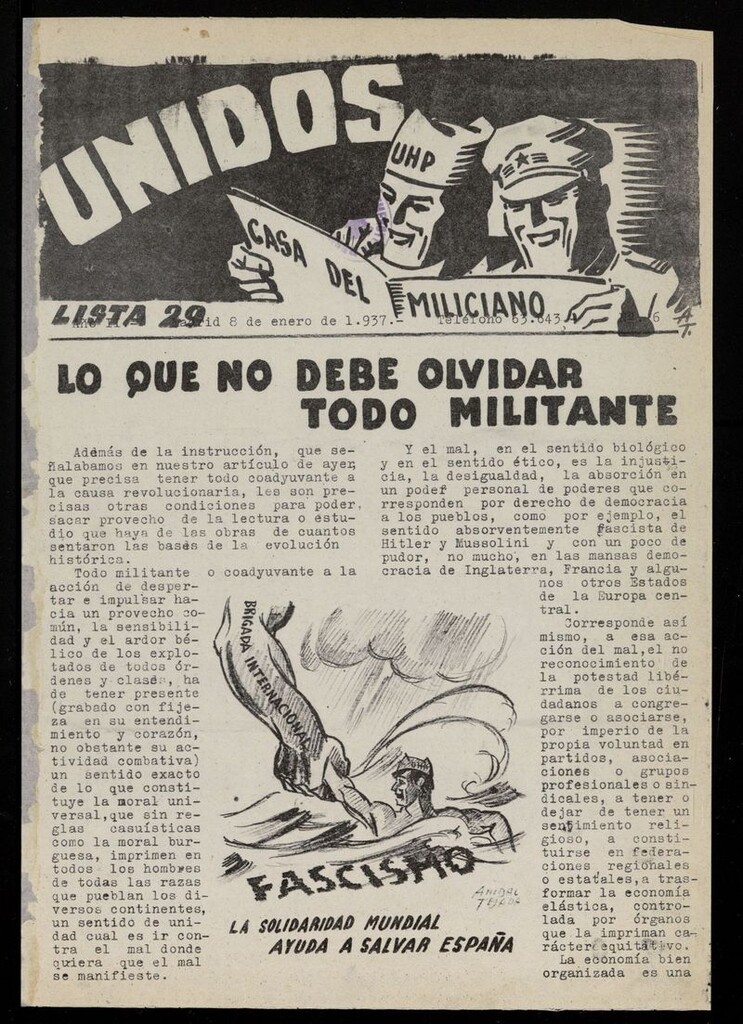 UNIDOS
UHP
CASA DEL MILICIANO
LISTA 29
Madrid 8 de enero de 1.937.- Teléfono 63.643.
A.T.
LO QUE NO DEBE OLVIDAR
TODO MILITANTE
Además de la instrucción, que se-
ñalabamos en nuestro artículo de ayer,
que precisa tener todo coadyuvante a
la causa revolucionaria, les son pre-
cisas otras condiciones para poder,
sacar provecho de la lectura o estu-
dio que haya de las obras de cuantos
sentaron las bases de la evolución
histórica.
Todo militante o coadyuvante a la
acción de desper-
tar e impulsar ha-
cia un provecho co-
mún, la sensibili-
dad y el ardor bé-
lico de los explo-
tados de todos ór-
denes y clases, ha
de tener presente
(grabado con fije-
za en su entendi-
miento y corazón,
no obstante su ac-
tividad combativa)
un sentido exacto
de lo que consti-
tuye la moral uni-
versal,que sin re-
glas casuísticas
como la moral bur-
guesa, imprimen en
todos los hombres
de todas las razas
que pueblan los di-
versos continentes,
un sentido de uni-
dad cual es ir con-
tra el mal donde
quiera que el mal
se manifieste.
Y el mal, en el sentido biológico
y en el sentido ético, es la injusti-
cia, la desigualdad, la absorción en
un podef personal de poderes que co-
rresponden por derecho de democracia
a los pueblos, como por ejemplo, el
sentido absorventemente fascista de
Hitler y Mussolini y con un poco de
pudor, no mucho, en las mansas demo-
cracia de Inglaterra, Francia y algu-
nos otros Estados
de la Europa cen-
tral.
Corresponde así
mismo, a esa ac-
ción del mal,el no
reconocimiento de
la potestad libé-
rrima de los ciu-
dadanos a congre-
garse o asociarse,
por imperio de la
propia voluntad en
partidos, asocia-
ciones o grupos
profesionales o sin-
dicales, a tener o
dejar de tener un
sentimiento reli-
gioso, a consti-
tuirse en federa-
ciones regionales
o estatales,a tras-
formar la economía
elástica, contro-
lada por órganos
que la impriman ca-
rácter equitativo.
La economía bien
organizada es una
BRIGADA INTERNACIONAL
UHP
FASCISMO
ANIBAL
TEJADA
LA SOLIDARIDAD MUNDIAL
AYUDA A SALVAR ESPAÑA